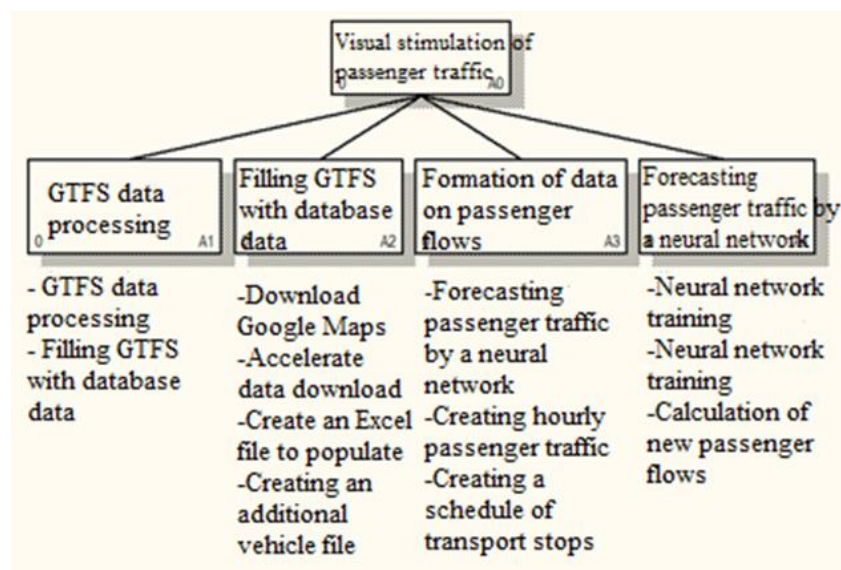 Visual stimulation of
passenger traffic
0 A0
GTFS data
processing
0 A1
Filling GTFS
with database
data
A2
Formation of data
on passenger
flows
A3
Forecasting
passenger traffic by
a neural network
- GTFS data
processing
- Filling GTFS
with database
data
-Download
Google Maps
-Accelerate
data download
-Create an Excel
file to populate
-Creating an
additional
vehicle file
-Forecasting
passenger traffic
by a neural
network
-Creating hourly
passenger traffic
-Creating a
schedule of
transport stops
-Neural network
training
-Neural network
training
-Calculation of
new passenger
flows